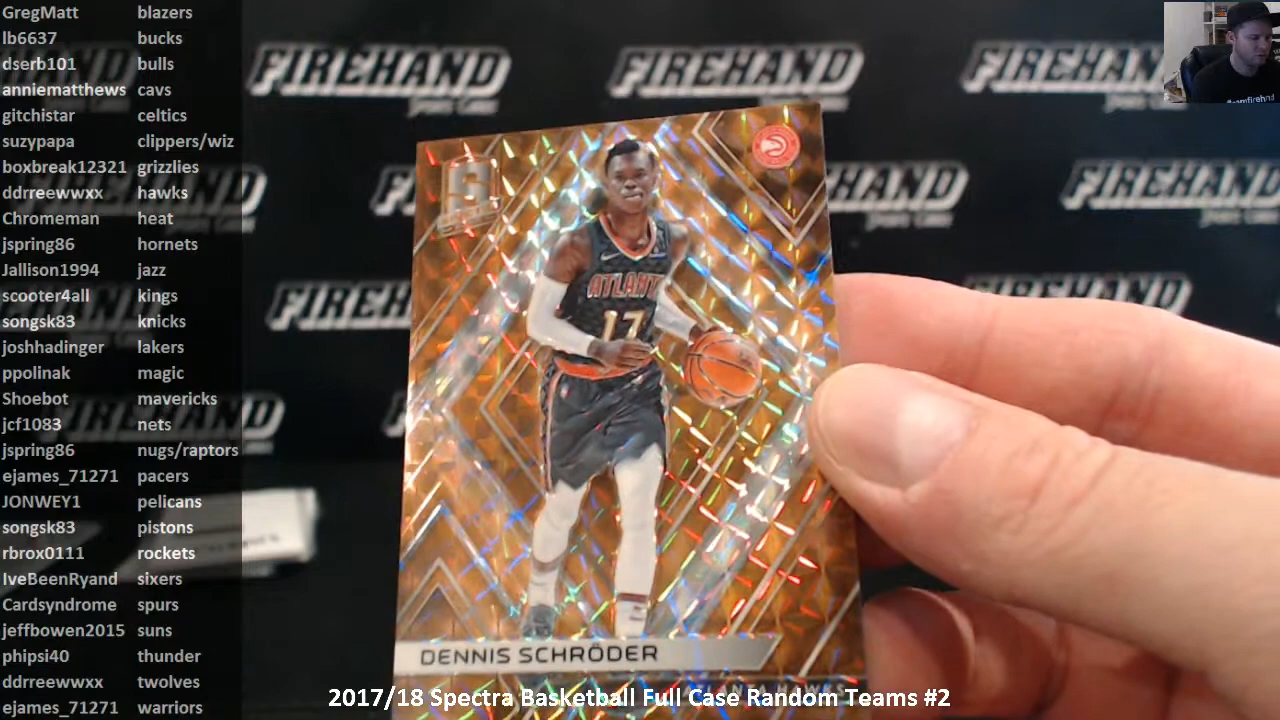 GregMatt blazers
lb6637 bucks
dserb101 bulls
anniematthews cavs
gitchistar celtics
suzypapa clippers/wiz
boxbreak12321 grizzlies
ddrreewwxx hawks
Chromeman heat
jspring86 hornets
Jallison1994 jazz
scooter4all kings
songsk83 knicks
joshhadinger lakers
ppolinak magic
Shoebot mavericks
jcf1083 nets
jspring86 nugs/raptors
ejames_71271 pacers
JONWEY1 pelicans
songsk83 pistons
rbrox0111 rockets
IveBeenRyand sixers
Cardsyndrome spurs
jeffbowen2015 suns
phipsi40 thunder
ddrreewwxx twolves
ejames_71271 warriors
FIREHAND
FIREHAND
FIREHAND
FIREHAND
FIREHAND
FIREHAND
S
ATLANT
17
DENNIS SCHRÖDER
2017/18 Spectra Basketball Full Case Random Teams #2